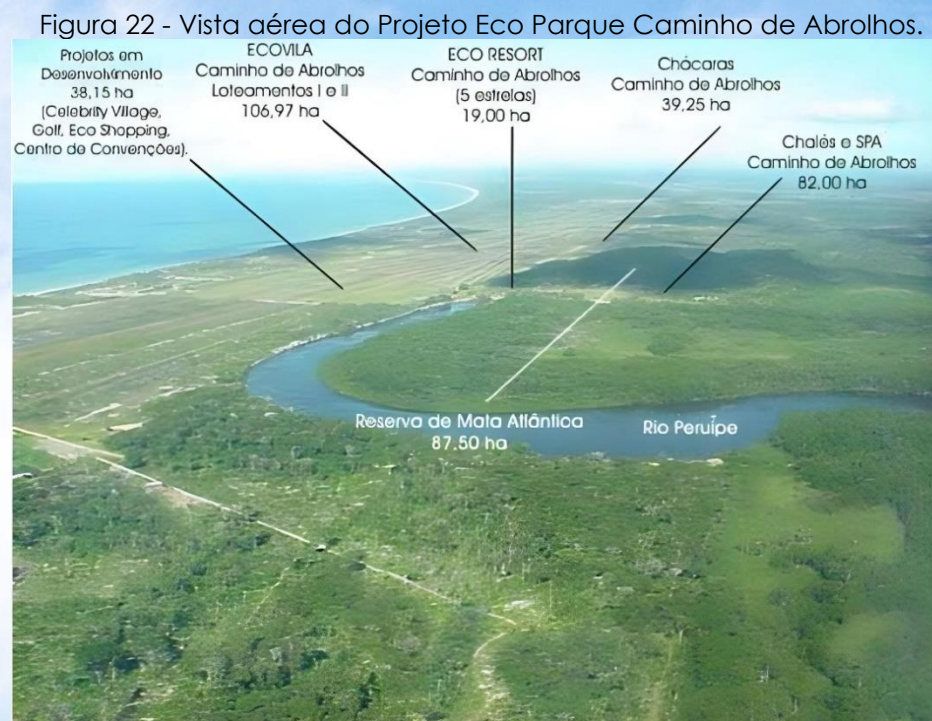 Figura 22 - Vista aérea do Projeto Eco Parque Caminho de Abrolhos.
Projetos em
Desenvolvimento
38,15 ha
(Celebrity Village,
Golf, Eco Shopping,
Centro de Convenções).
ECOVILA
Caminho de Abrolhos
Loteamentos I e II
106,97 ha
ECO RESORT
Caminho de Abrolhos
(5 estrelas)
19,00 ha
Chácaras
Caminho de Abrolhos
39,25 ha
Chalés e SPA
Caminho de Abrolhos
82,00 ha
Reserva de Mata Atlântica
87,50 ha
Rio Peruípe